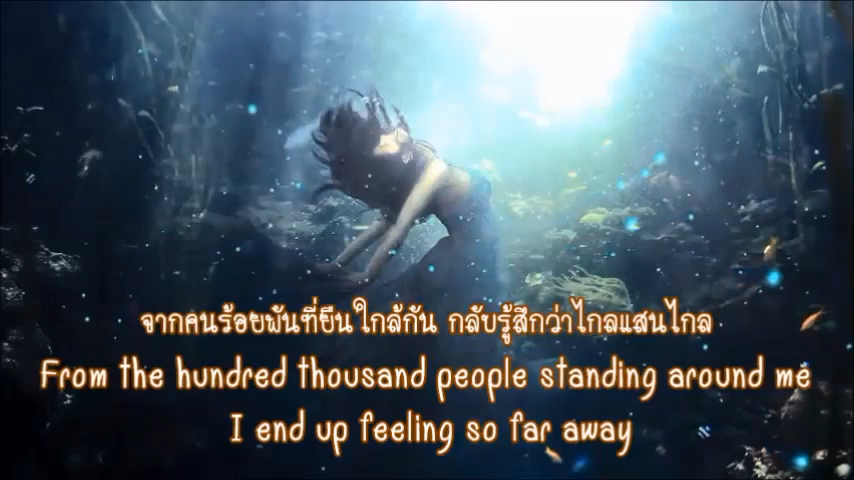 จากคนร้อยพันที่ยืนใกล้กัน กลับรู้สึกว่าไกลแสนไกล
From the hundred thousand people standing around me
I end up feeling so far away